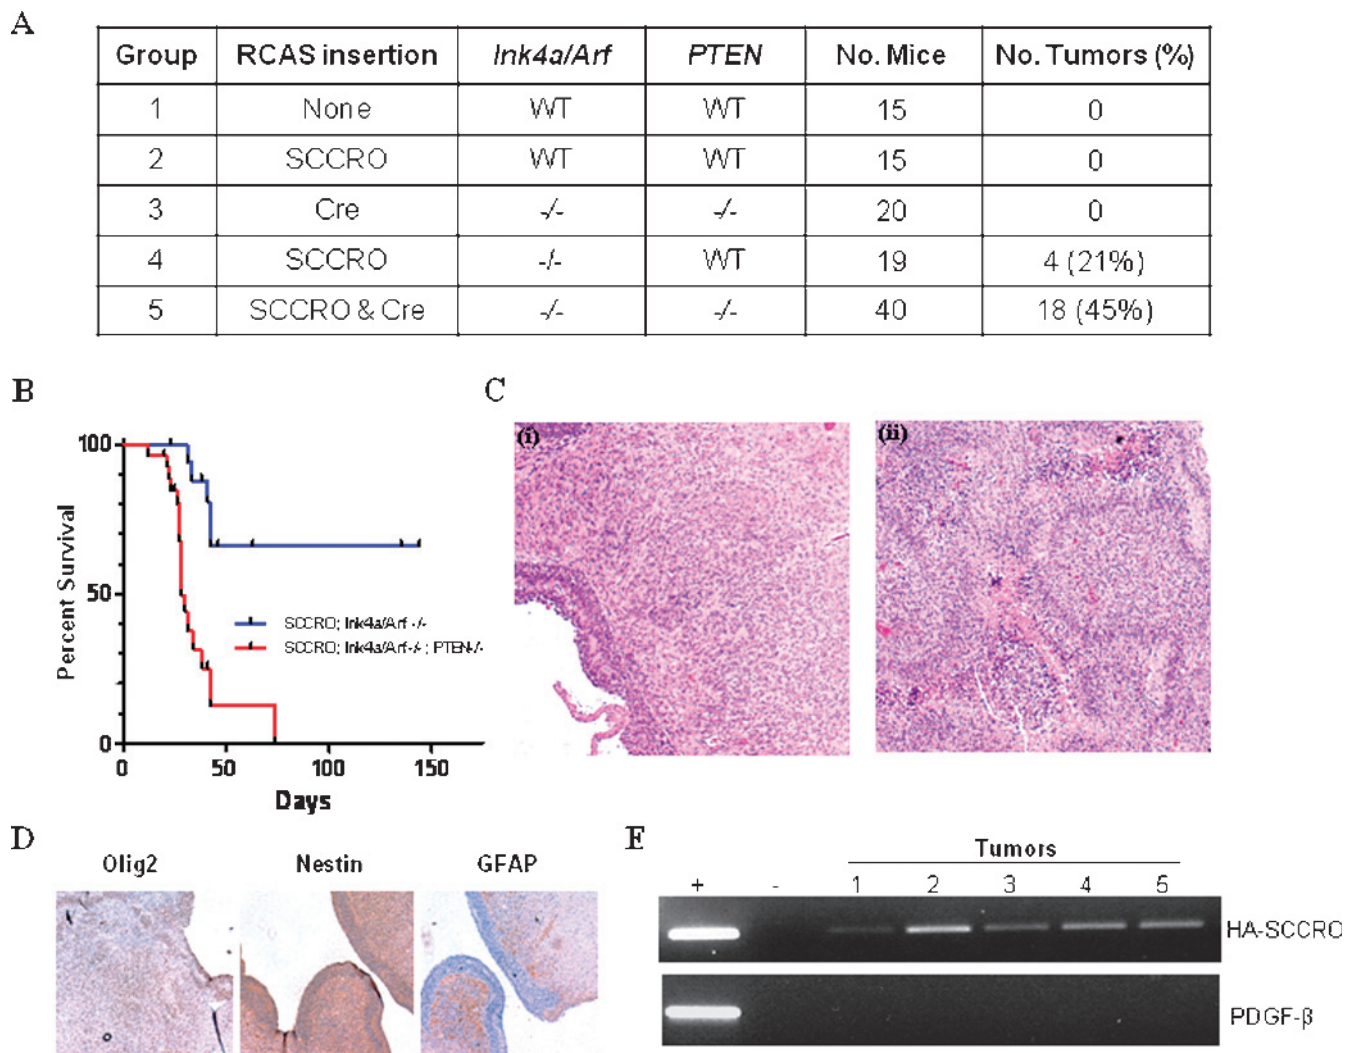 A
Group RCAS insertion Ink4a/Arf PTEN No. Mice No. Tumors (%)
1 None WT WT 15 0
2 SCCRO WT WT 15 0
3 Cre -/- -/- 20 0
4 SCCRO -/- WT 19 4 (21%)
5 SCCRO & Cre -/- -/- 40 18 (45%)
B
Percent Survival
100
50
0
0 50 100 150
Days
SCCRO; Ink4a/Arf -/-
SCCRO; Ink4a/Arf-/-; PTEN-/-
C
(i)
(ii)
D
Olig2 Nestin GFAP
E
Tumors
+ - 1 2 3 4 5
HA-SCCRO
PDGF-β